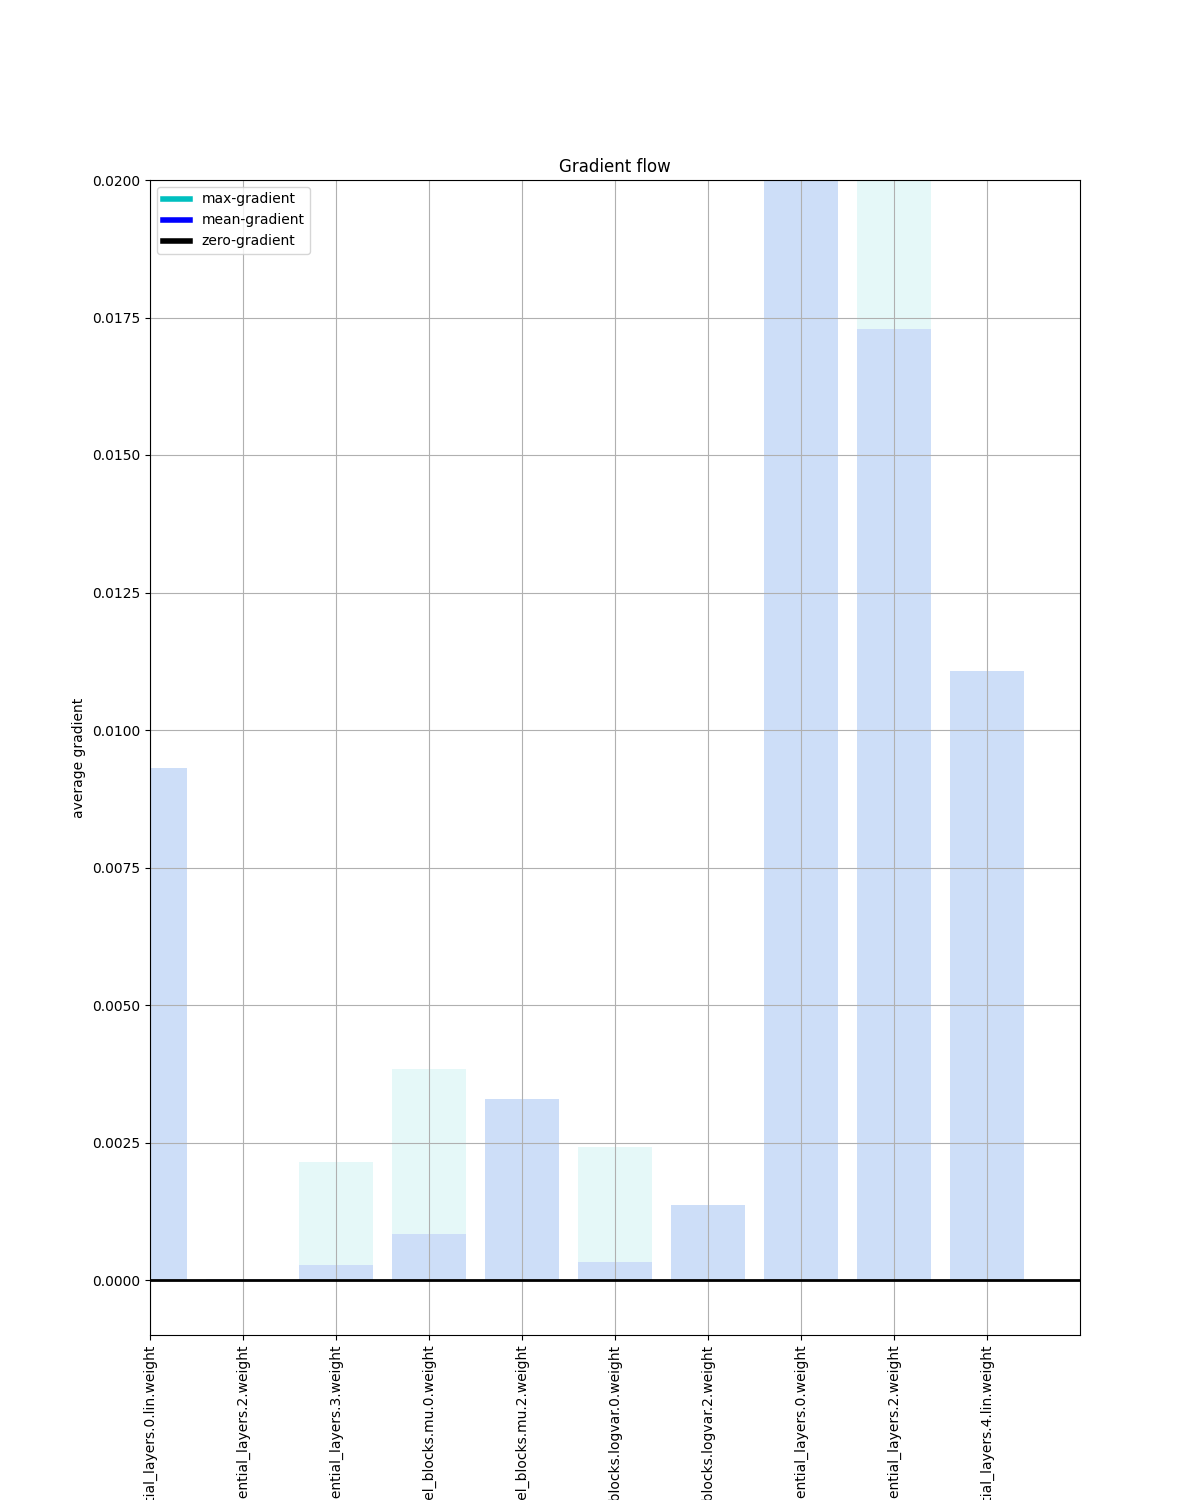 Gradient flow
max-gradient
mean-gradient
zero-gradient
0.0200
0.0175
0.0150
0.0125
0.0100
0.0075
0.0050
0.0025
0.0000
average gradient
tial_layers.0.lin.weight
ential_layers.2.weight
ential_layers.3.weight
el_blocks.mu.0.weight
el_blocks.mu.2.weight
blocks.logvar.0.weight
blocks.logvar.2.weight
ential_layers.0.weight
ential_layers.2.weight
tial_layers.4.lin.weight